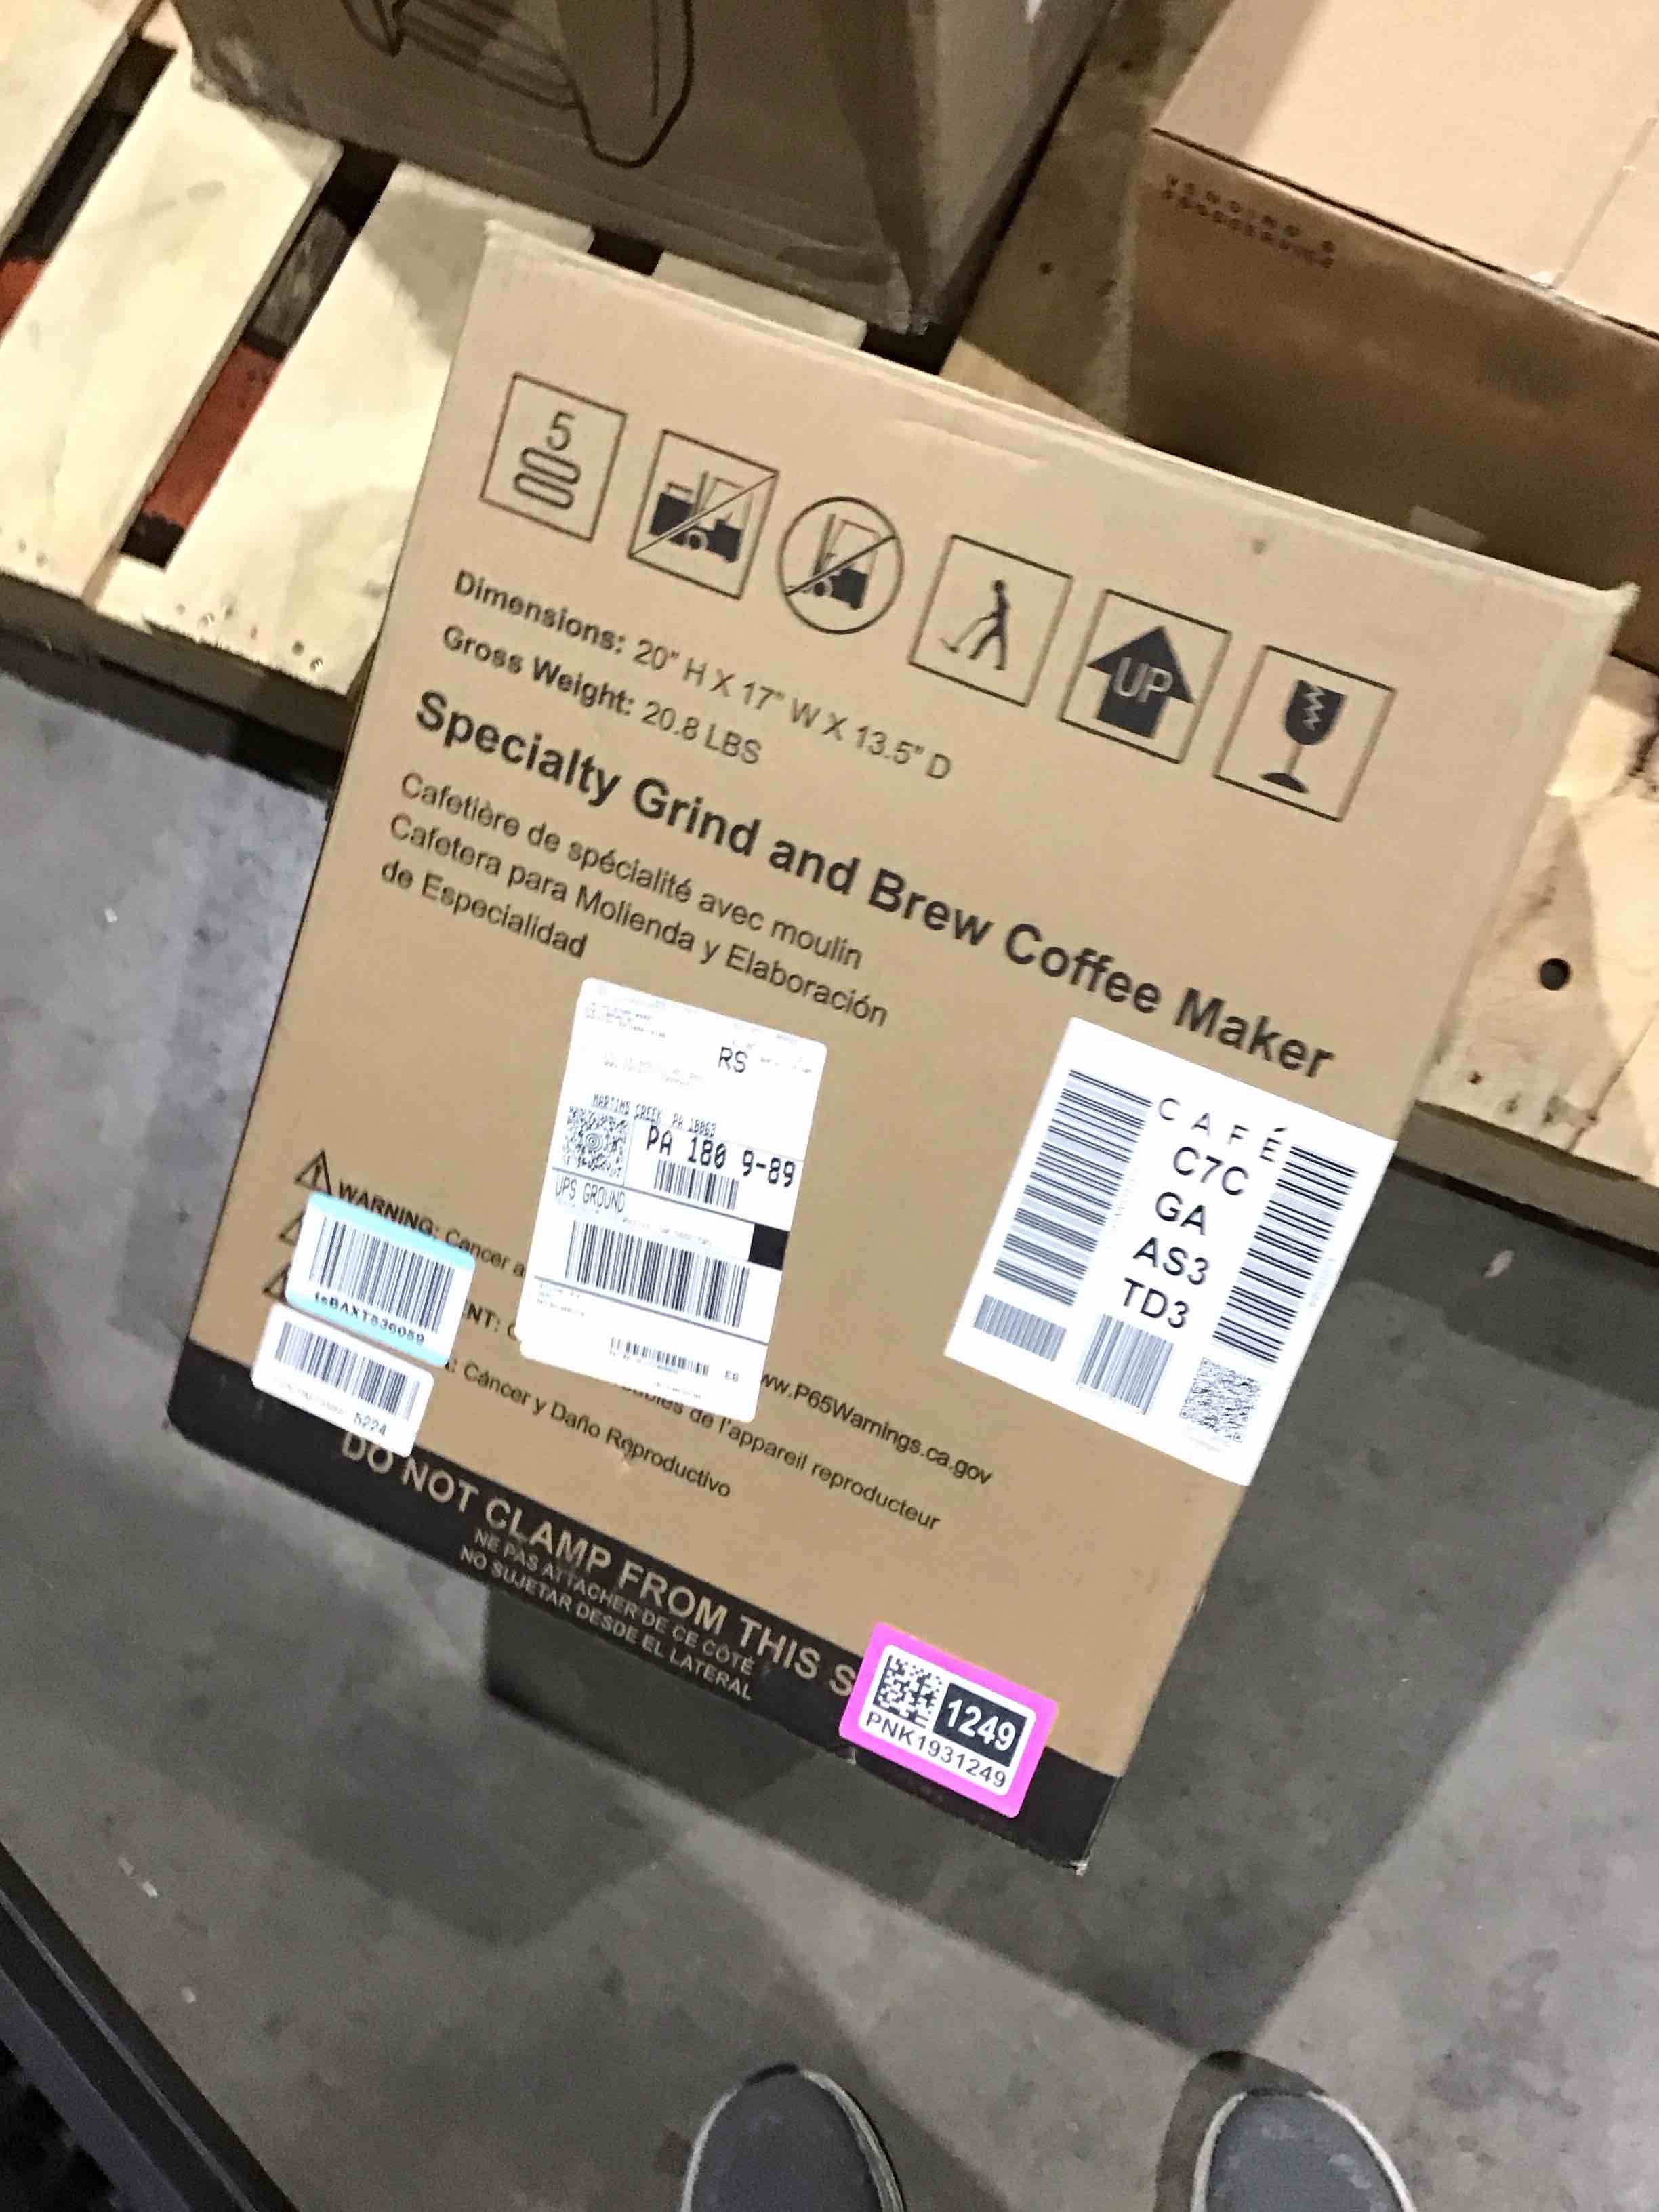 5
UP
Dimensions: 20" H X 17" W X 13.5" D
Gross Weight: 20.8 LBS
Specialty Grind and Brew Coffee Maker
Cafetière de spécialité avec moulin
Cafetera para Molienda y Elaboración
de Especialidad
RS
MARTINS CREEK PA 18063
PA 180 9-89
UPS GROUND
E6
CAFÉ
C7C
GA
AS3
TD3
WARNING: Cancer a
NT:
www.P65Warnings.ca.gov
de l'appareil reproducteur
: Cáncer y Daño Reproductivo
5224
DO NOT CLAMP FROM THIS S
NE PAS ATTACHER DE CE CÔTÉ
NO SUJETAR DESDE EL LATERAL
1249
PNK1931249